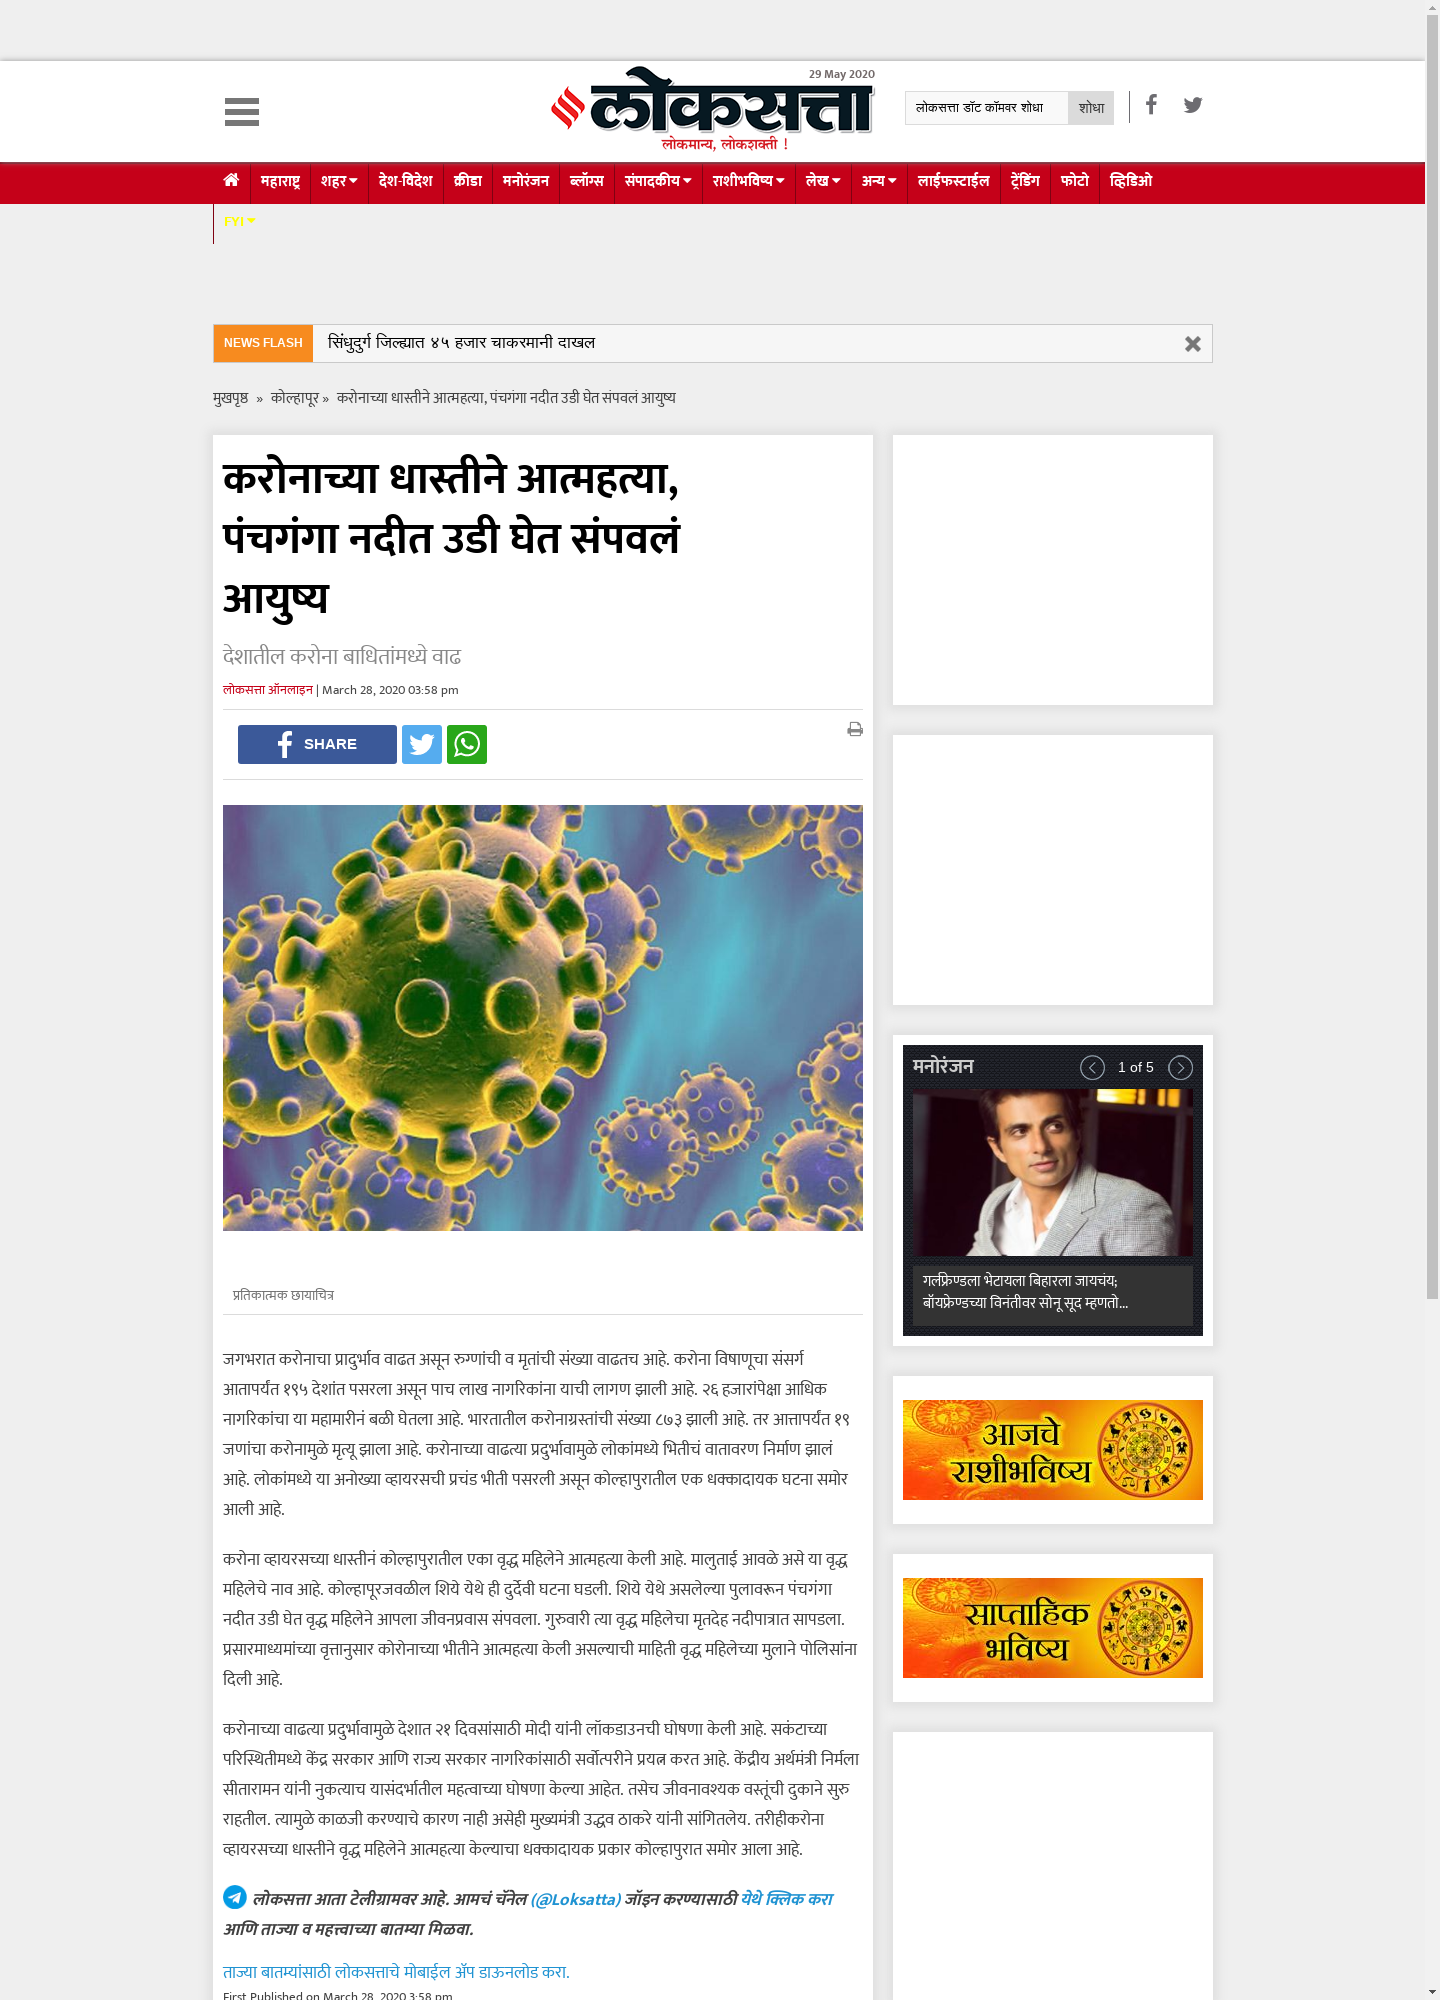 29 May 2020
लोकसत्ता
लोकमान्य, लोकशक्ती !
लोकसत्ता डॉट कॉमवर शोधा
शोधा
महाराष्ट्र शहर देश-विदेश क्रीडा मनोरंजन ब्लॉग्स संपादकीय राशीभविष्य लेख अन्य लाईफस्टाईल ट्रेंडिंग फोटो व्हिडिओ
FYI
NEWS FLASH सिंधुदुर्ग जिल्ह्यात ४५ हजार चाकरमानी दाखल
मुखपृष्ठ » कोल्हापूर » करोनाच्या धास्तीने आत्महत्या, पंचगंगा नदीत उडी घेत संपवलं आयुष्य
करोनाच्या धास्तीने आत्महत्या,
पंचगंगा नदीत उडी घेत संपवलं
आयुष्य
देशातील करोना बाधितांमध्ये वाढ
लोकसत्ता ऑनलाइन | March 28, 2020 03:58 pm
SHARE
प्रतिकात्मक छायाचित्र
जगभरात करोनाचा प्रादुर्भाव वाढत असून रुग्णांची व मृतांची संख्या वाढतच आहे. करोना विषाणूचा संसर्ग
आतापर्यंत १९५ देशांत पसरला असून पाच लाख नागरिकांना याची लागण झाली आहे. २६ हजारांपेक्षा आधिक
नागरिकांचा या महामारीनं बळी घेतला आहे. भारतातील करोनाग्रस्तांची संख्या ८७३ झाली आहे. तर आत्तापर्यंत १९
जणांचा करोनामुळे मृत्यू झाला आहे. करोनाच्या वाढत्या प्रदुर्भावामुळे लोकांमध्ये भितीचं वातावरण निर्माण झालं
आहे. लोकांमध्ये या अनोख्या व्हायरसची प्रचंड भीती पसरली असून कोल्हापुरातील एक धक्कादायक घटना समोर
आली आहे.
करोना व्हायरसच्या धास्तीनं कोल्हापुरातील एका वृद्ध महिलेने आत्महत्या केली आहे. मालुताई आवळे असे या वृद्ध
महिलेचे नाव आहे. कोल्हापूरजवळील शिये येथे ही दुर्देवी घटना घडली. शिये येथे असलेल्या पुलावरून पंचगंगा
नदीत उडी घेत वृद्ध महिलेने आपला जीवनप्रवास संपवला. गुरुवारी त्या वृद्ध महिलेचा मृतदेह नदीपात्रात सापडला.
प्रसारमाध्यमांच्या वृत्तानुसार कोरोनाच्या भीतीने आत्महत्या केली असल्याची माहिती वृद्ध महिलेच्या मुलाने पोलिसांना
दिली आहे.
करोनाच्या वाढत्या प्रदुर्भावामुळे देशात २१ दिवसांसाठी मोदी यांनी लॉकडाउनची घोषणा केली आहे. सकंटाच्या
परिस्थितीमध्ये केंद्र सरकार आणि राज्य सरकार नागरिकांसाठी सर्वोत्परीने प्रयत्न करत आहे. केंद्रीय अर्थमंत्री निर्मला
सीतारामन यांनी नुकत्याच यासंदर्भातील महत्वाच्या घोषणा केल्या आहेत. तसेच जीवनावश्यक वस्तूंची दुकाने सुरु
राहतील. त्यामुळे काळजी करण्याचे कारण नाही असेही मुख्यमंत्री उद्धव ठाकरे यांनी सांगितलेय. तरीहीकरोना
व्हायरसच्या धास्तीने वृद्ध महिलेने आत्महत्या केल्याचा धक्कादायक प्रकार कोल्हापुरात समोर आला आहे.
लोकसत्ता आता टेलीग्रामवर आहे. आमचं चॅनेल (@Loksatta) जॉइन करण्यासाठी येथे क्लिक करा
आणि ताज्या व महत्त्वाच्या बातम्या मिळवा.
ताज्या बातम्यांसाठी लोकसत्ताचे मोबाईल अ‍ॅप डाऊनलोड करा.
First Published on March 28, 2020 3:58 pm
मनोरंजन
1 of 5
गर्लफ्रेण्डला भेटायला बिहारला जायचंय;
बॉयफ्रेण्डच्या विनंतीवर सोनू सूद म्हणतो...
आजचे
राशीभविष्य
साप्ताहिक
भविष्य